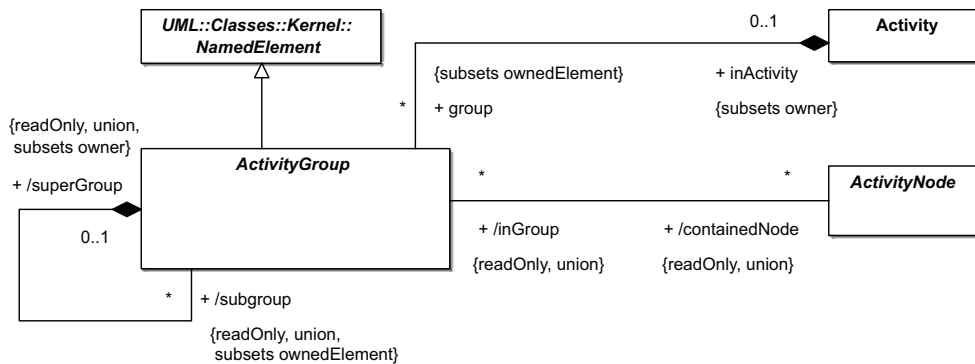 UML::Classes::Kernel::
NamedElement
0..1
Activity
{subsets ownedElement}
+ inActivity
*
+ group
{subsets owner}
{readOnly, union,
subsets owner}
ActivityGroup
+ /superGroup
*
*
ActivityNode
0..1
+ /inGroup
+ /containedNode
{readOnly, union}
{readOnly, union}
*
+ /subgroup
{readOnly, union,
subsets ownedElement}